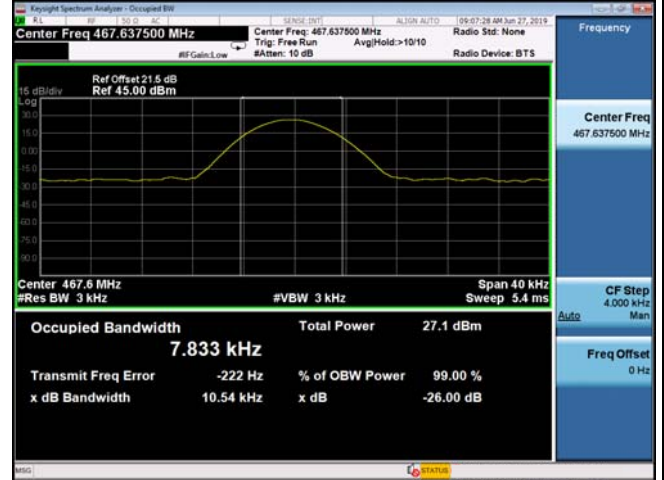 Keysight Spectrum Analyzer - Occupied BW
RL RF 50 Ω AC SENSE:INT ALIGN AUTO 09:07:28 AM Jun 27, 2019
Center Freq 467.637500 MHz
Center Freq: 467.637500 MHz Radio Std: None
Trig: Free Run Avg|Hold:>10/10
#IFGain:Low #Atten: 10 dB Radio Device: BTS
Frequency
Ref Offset 21.5 dB
15 dB/div Ref 45.00 dBm
Log
30.0
15.0
0.00
-15.0
-30.0
-45.0
-60.0
-75.0
-90.0
Center Freq
467.637500 MHz
Center 467.6 MHz Span 40 kHz
#Res BW 3 kHz #VBW 3 kHz Sweep 5.4 ms
CF Step
4.000 kHz
Auto Man
Occupied Bandwidth Total Power 27.1 dBm
7.833 kHz
Transmit Freq Error -222 Hz % of OBW Power 99.00 %
x dB Bandwidth 10.54 kHz x dB -26.00 dB
Freq Offset
0 Hz
MSG STATUS